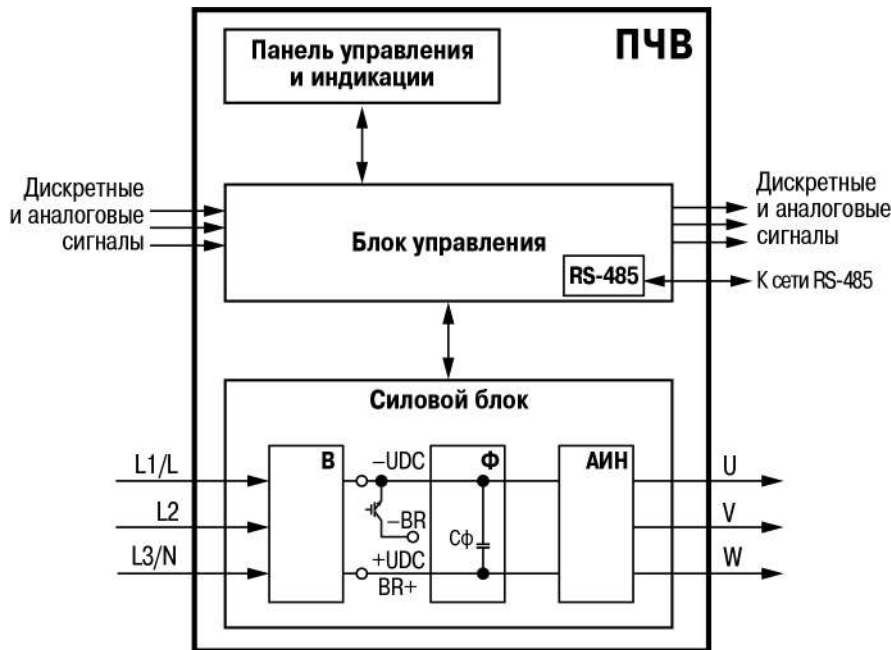 ПЧВ
Панель управления
и индикации
Дискретные
и аналоговые
сигналы
Блок управления
RS-485
Дискретные
и аналоговые
сигналы
К сети RS-485
Силовой блок
L1/L
L2
L3/N
В
–UDC
–BR
+UDC
BR+
Ф
Сф
АИН
U
V
W